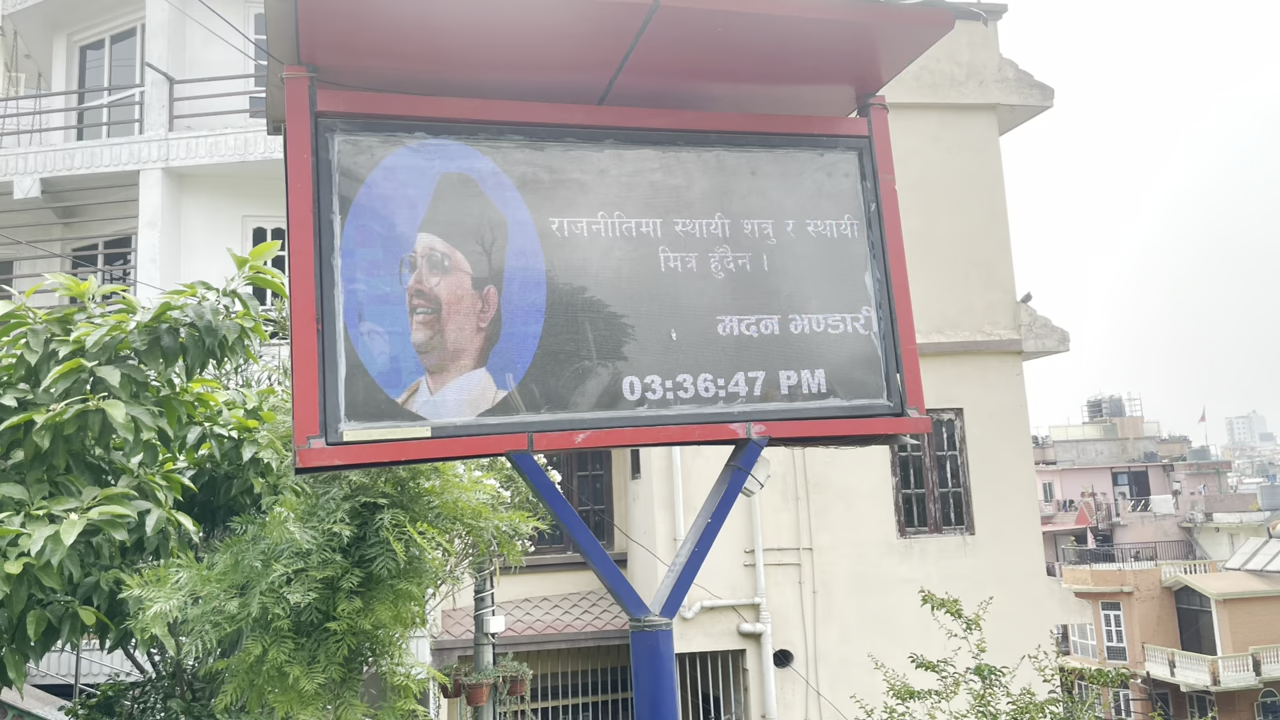 राजनीतिमा स्थायी शत्रु र स्थायी
मित्र हुँदैन ।
मदन भण्डारी
03:36:47 PM